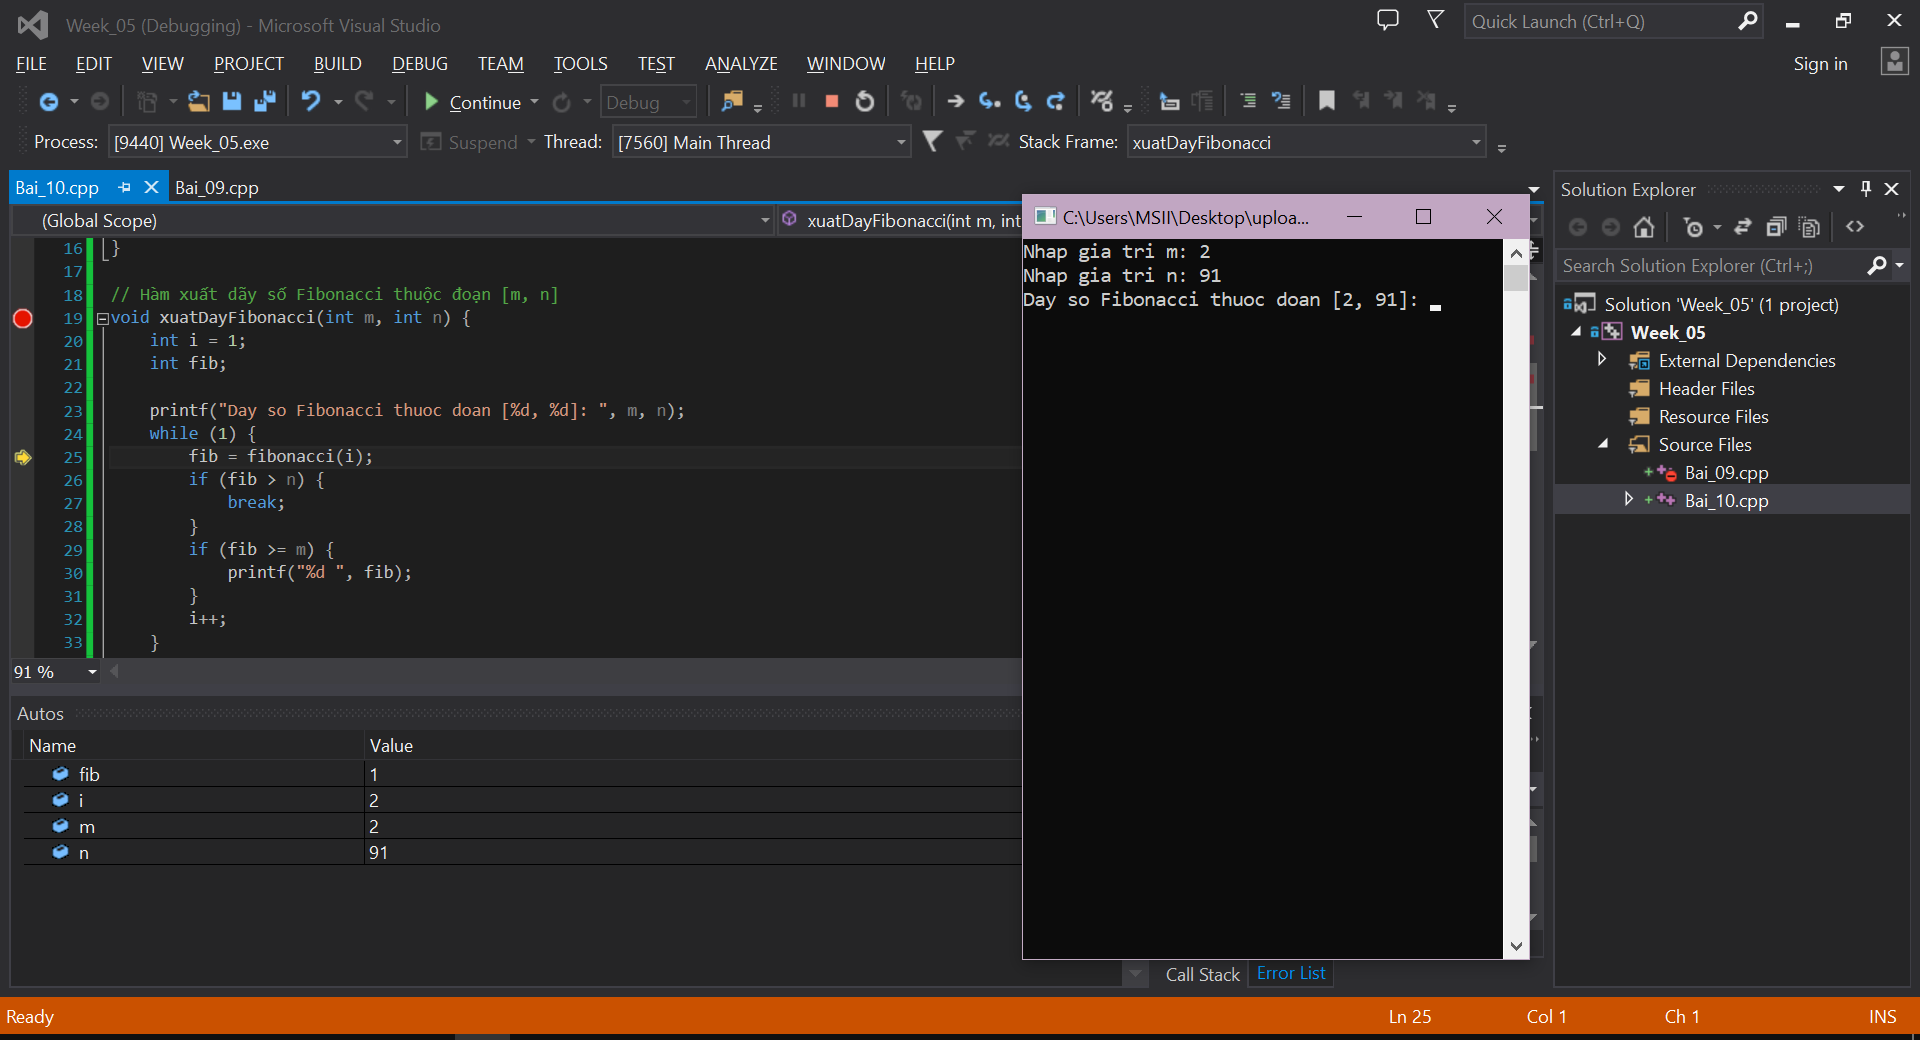 Week_05 (Debugging) - Microsoft Visual Studio
Quick Launch (Ctrl+Q)
FILE EDIT VIEW PROJECT BUILD DEBUG TEAM TOOLS TEST ANALYZE WINDOW HELP
Sign in
Continue
Debug
Process: [9440] Week_05.exe Suspend Thread: [7560] Main Thread Stack Frame: xuatDayFibonacci
Bai_10.cpp Bai_09.cpp
(Global Scope) xuatDayFibonacci(int m, int
16 }
17
18 // Hàm xuất dãy số Fibonacci thuộc đoạn [m, n]
19 void xuatDayFibonacci(int m, int n) {
20 int i = 1;
21 int fib;
22
23 printf("Day so Fibonacci thuoc doan [%d, %d]: ", m, n);
24 while (1) {
25 fib = fibonacci(i);
26 if (fib > n) {
27 break;
28 }
29 if (fib >= m) {
30 printf("%d ", fib);
31 }
32 i++;
33 }
91 %
Autos
Name Value
fib 1
i 2
m 2
n 91
C:\Users\MSII\Desktop\uploa...
Nhap gia tri m: 2
Nhap gia tri n: 91
Day so Fibonacci thuoc doan [2, 91]:
Call Stack Error List
Solution Explorer
Search Solution Explorer (Ctrl+;)
Solution 'Week_05' (1 project)
Week_05
External Dependencies
Header Files
Resource Files
Source Files
Bai_09.cpp
Bai_10.cpp
Ready Ln 25 Col 1 Ch 1 INS